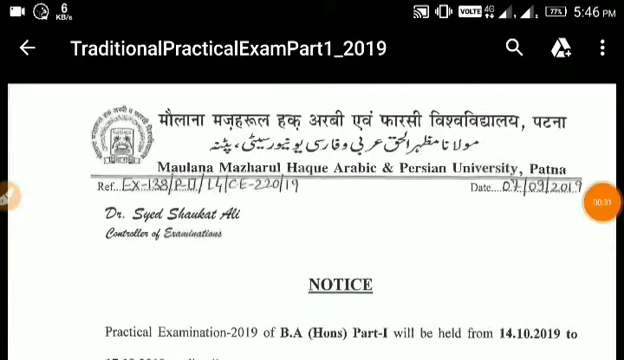 6 KB/s VOLTE 4G 77% 5:46 PM
TraditionalPracticalExamPart1_2019
मौलाना मज़हरूल हक़ अरबी एवं फारसी विश्वविद्यालय, पटना
مولانا مظہر الحق عربی و فارسی یونیورسیٹی، پٹنہ
Maulana Mazharul Haque Arabic & Persian University, Patna
Ref. EX-138/P-II/L4/CE-220/19 Date....07/09/2019
00:31
Dr. Syed Shaukat Ali
Controller of Examinations
NOTICE
Practical Examination-2019 of B.A (Hons) Part-I will be held from 14.10.2019 to